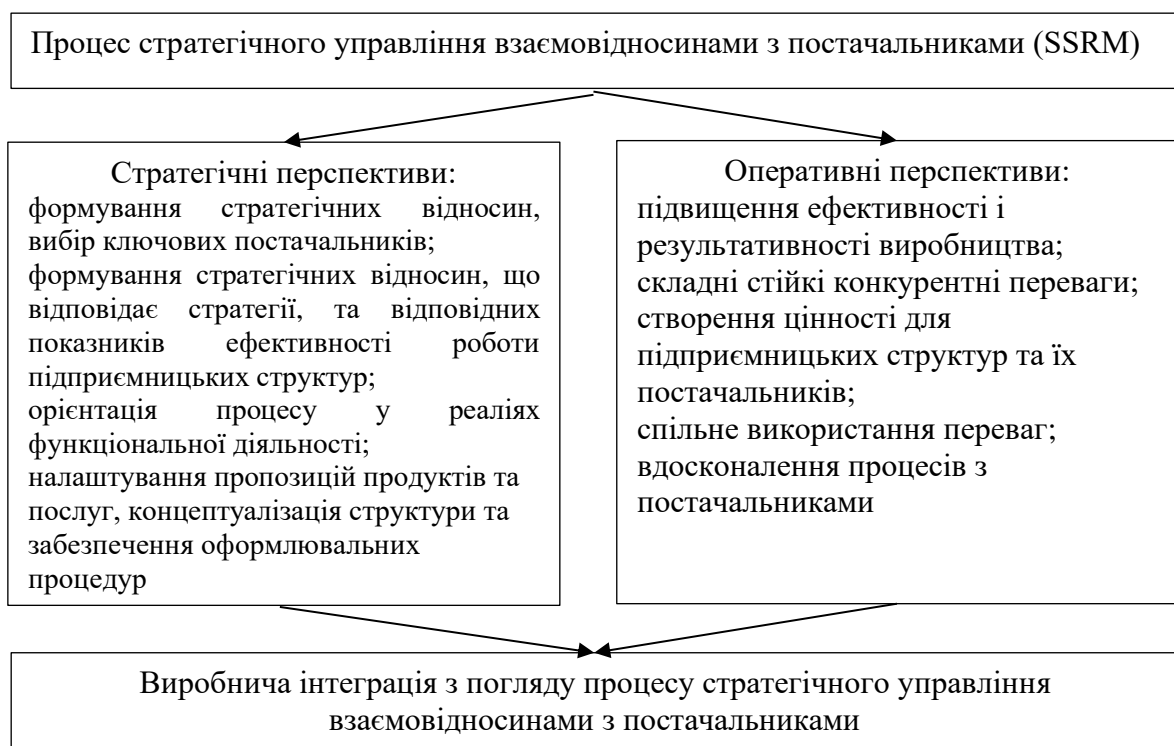 Процес стратегічного управління взаємовідносинами з постачальниками (SSRM)
Стратегічні перспективи:
формування стратегічних відносин,
вибір ключових постачальників;
формування стратегічних відносин, що
відповідає стратегії, та відповідних
показників ефективності роботи
підприємницьких структур;
орієнтація процесу у реаліях
функціональної діяльності;
налаштування пропозицій продуктів та
послуг, концептуалізація структури та
забезпечення оформлювальних
процедур
Оперативні перспективи:
підвищення ефективності і
результативності виробництва;
складні стійкі конкурентні переваги;
створення цінності для
підприємницьких структур та їх
постачальників;
спільне використання переваг;
вдосконалення процесів з
постачальниками
Виробнича інтеграція з погляду процесу стратегічного управління
взаємовідносинами з постачальниками